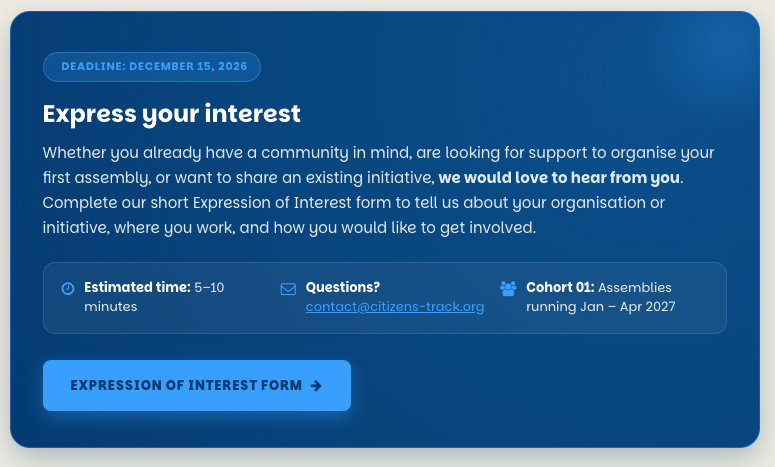 DEADLINE: DECEMBER 15, 2026
Express your interest
Whether you already have a community in mind, are looking for support to organise your
first assembly, or want to share an existing initiative, we would love to hear from you.
Complete our short Expression of Interest form to tell us about your organisation or
initiative, where you work, and how you would like to get involved.
Estimated time: 5–10
minutes
Questions?
contact@citizens-track.org
Cohort 01: Assemblies
running Jan – Apr 2027
EXPRESSION OF INTEREST FORM →